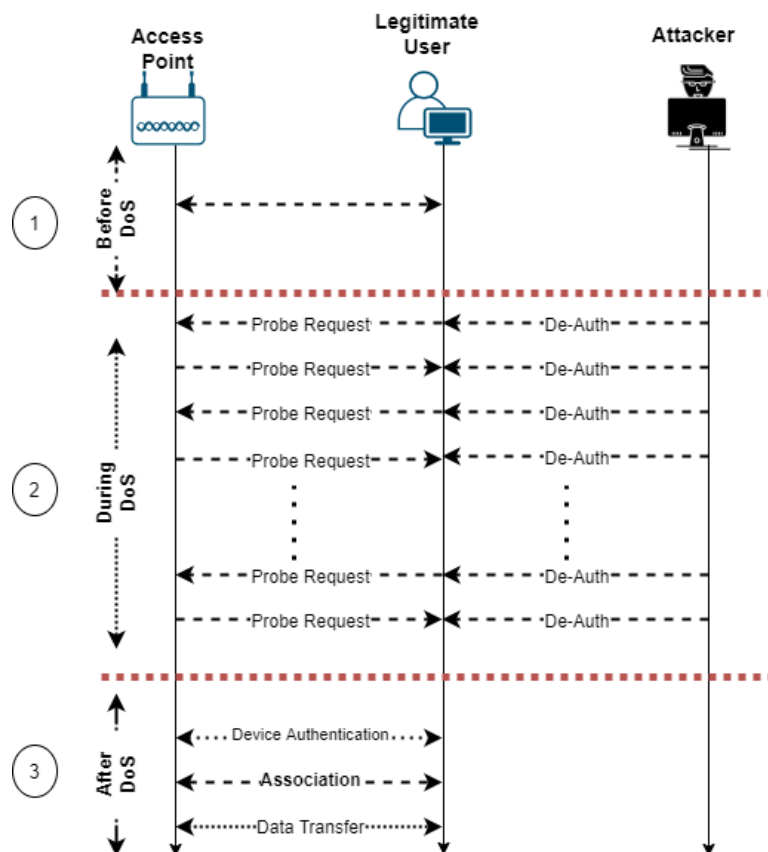 Access
Point
Legitimate
User
Attacker
1
Before
DoS
Probe Request
De-Auth
Probe Request
De-Auth
Probe Request
De-Auth
Probe Request
De-Auth
2
During
DoS
Probe Request
De-Auth
Probe Request
De-Auth
3
After
DoS
Device Authentication
Association
Data Transfer